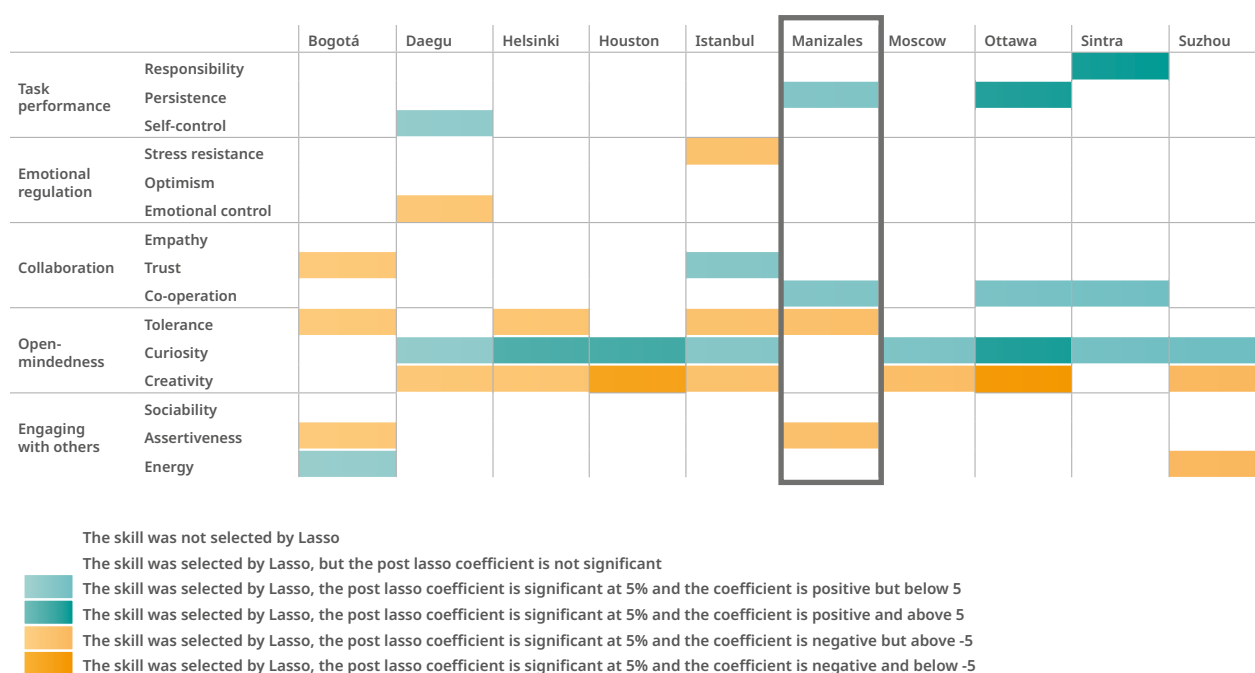 Bogotá Daegu Helsinki Houston Istanbul Manizales Moscow Ottawa Sintra Suzhou
Task
performance
Responsibility
Persistence
Self-control
Emotional
regulation
Stress resistance
Optimism
Emotional control
Collaboration
Empathy
Trust
Co-operation
Open-
mindedness
Tolerance
Curiosity
Creativity
Engaging
with others
Sociability
Assertiveness
Energy
The skill was not selected by Lasso
The skill was selected by Lasso, but the post lasso coefficient is not significant
The skill was selected by Lasso, the post lasso coefficient is significant at 5% and the coefficient is positive but below 5
The skill was selected by Lasso, the post lasso coefficient is significant at 5% and the coefficient is positive and above 5
The skill was selected by Lasso, the post lasso coefficient is significant at 5% and the coefficient is negative but above -5
The skill was selected by Lasso, the post lasso coefficient is significant at 5% and the coefficient is negative and below -5